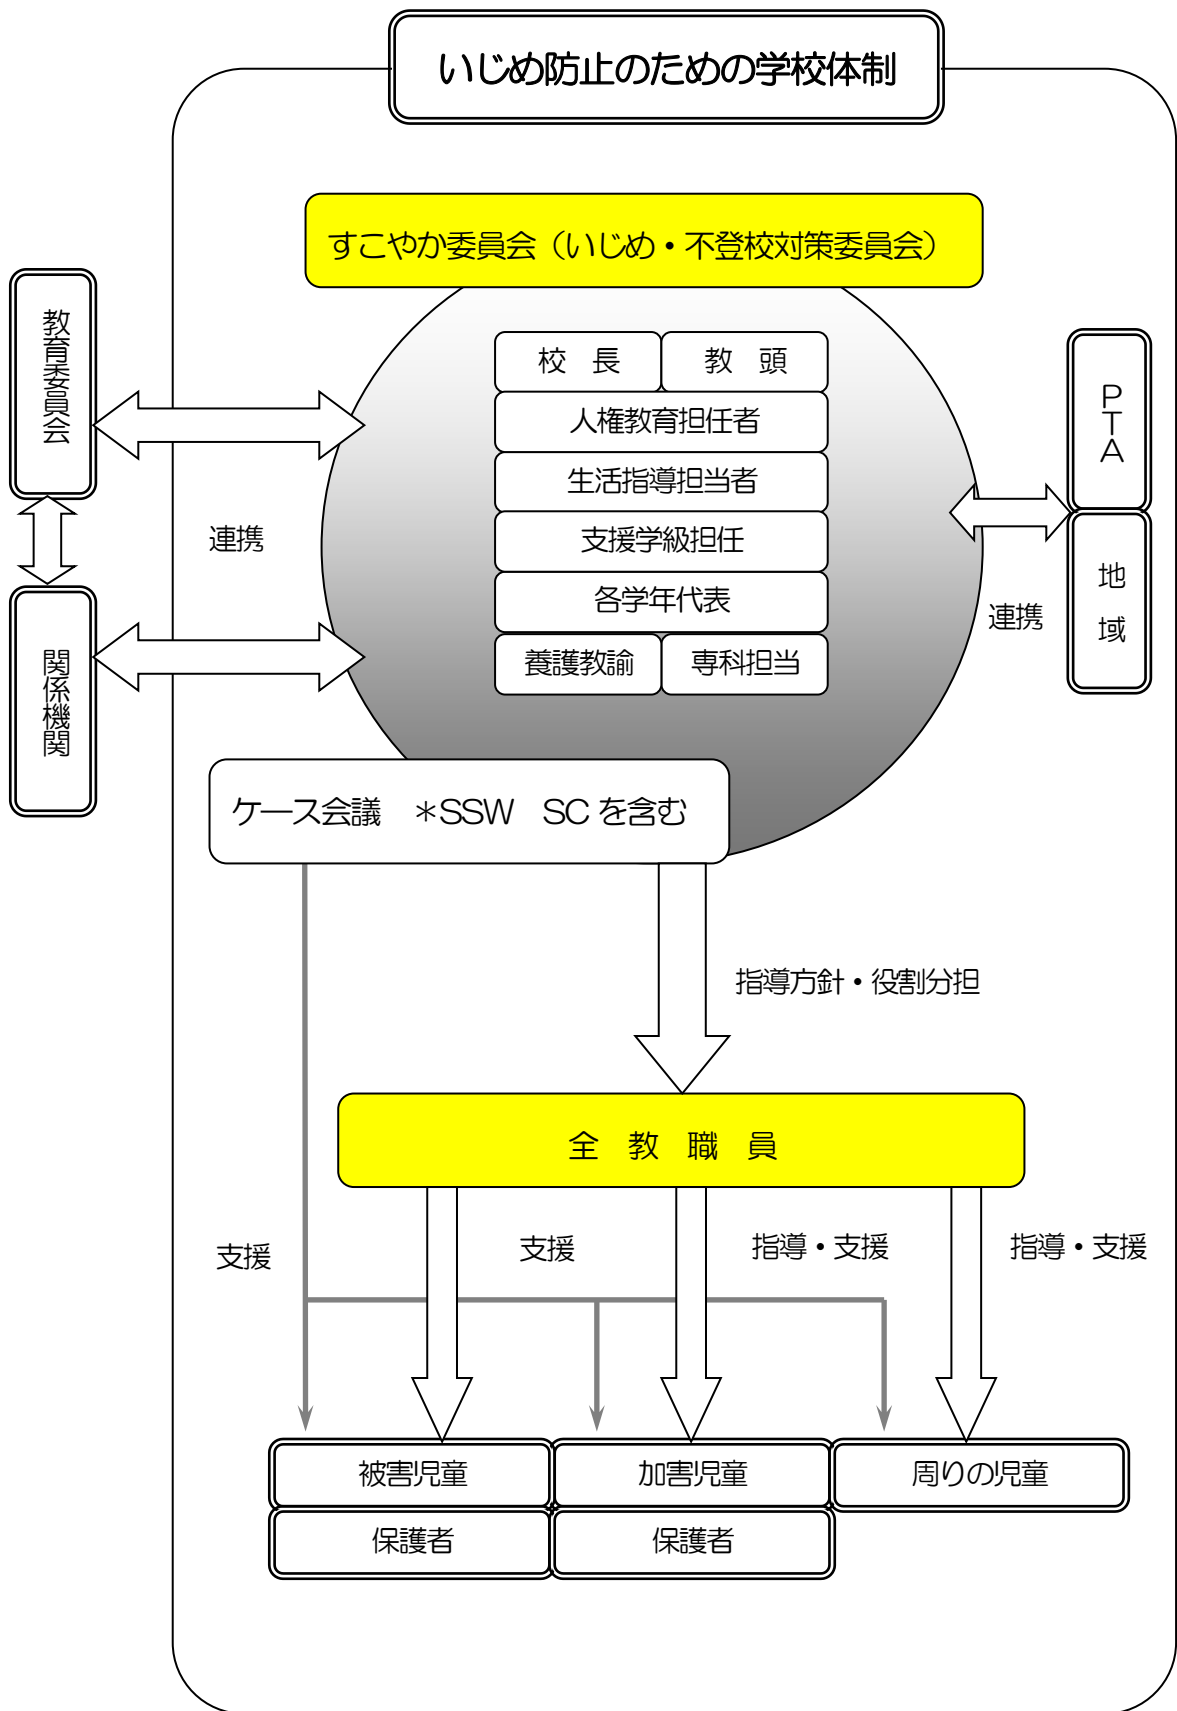 いじめ防止のための学校体制
すこやか委員会（いじめ・不登校対策委員会）
教育委員会
関係機関
連携
校　長
教　頭
人権教育担任者
生活指導担当者
支援学級担任
各学年代表
養護教諭
専科担当
PTA
地域
連携
ケース会議　＊SSW　SCを含む
指導方針・役割分担
全　教　職　員
支援
支援
指導・支援
指導・支援
被害児童
加害児童
周りの児童
保護者
保護者